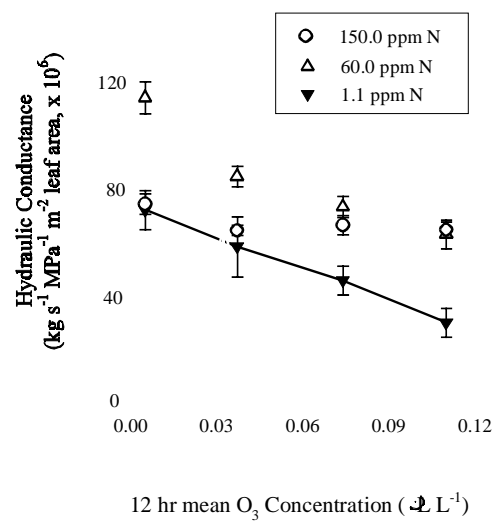 150.0 ppm N
60.0 ppm N
1.1 ppm N
Hydraulic Conductance
(kg s⁻¹ MPa⁻¹ m⁻² leaf area, x 10⁶)
120
80
40
0
0.00 0.03 0.06 0.09 0.12
12 hr mean O₃ Concentration ( L L⁻¹)